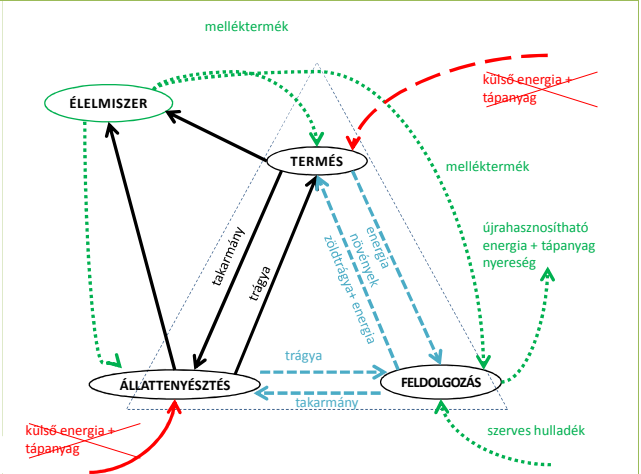 melléktermék
külső energia +
tápanyag
ÉLELMISZER
TERMÉS
melléktermék
újrahasznosítható
energia + tápanyag
nyereség
takarmány
trágya
zöldtrágya+ energia
energia
növények
trágya
ÁLLATTENYÉSZTÉS
FELDOLGOZÁS
takarmány
külső energia +
tápanyag
szerves hulladék